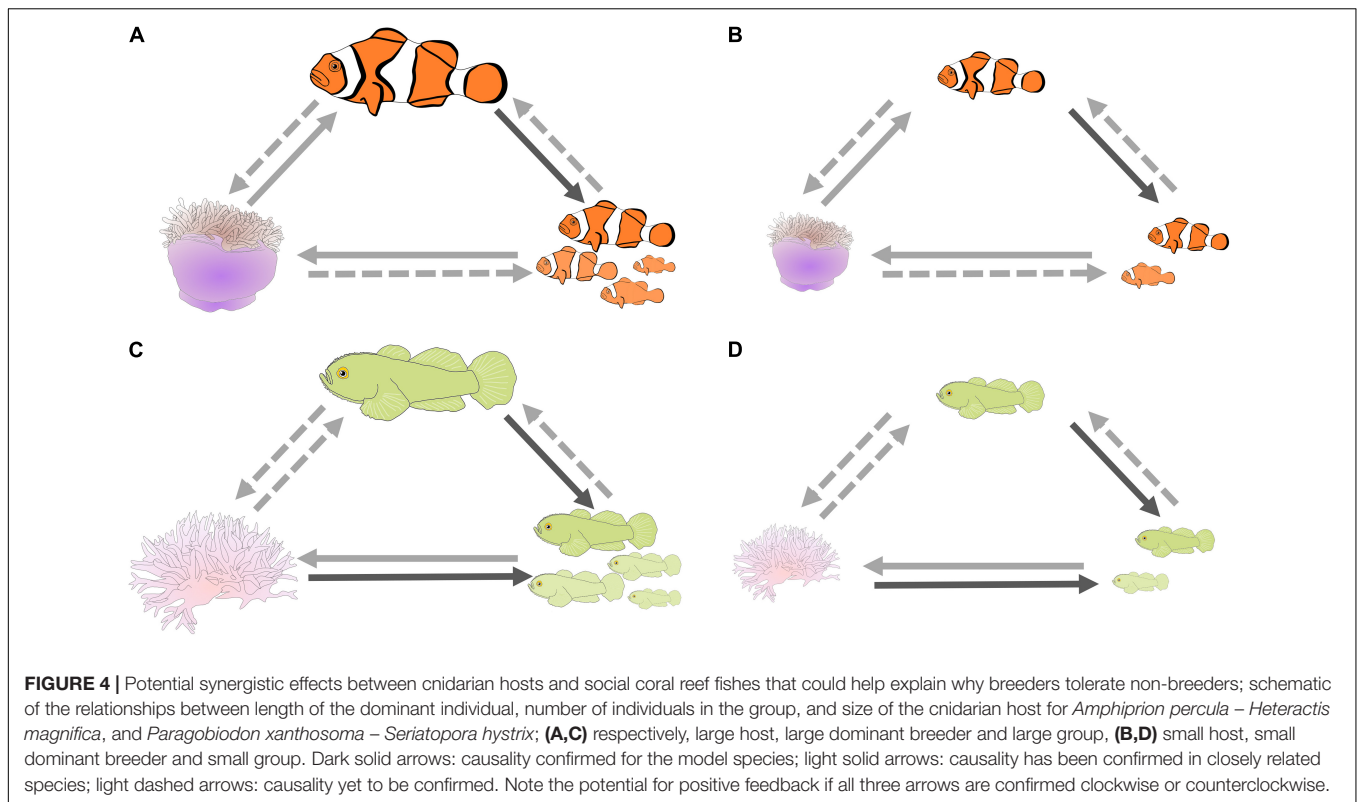 A
B
C
D
FIGURE 4 | Potential synergistic effects between cnidarian hosts and social coral reef fishes that could help explain why breeders tolerate non-breeders; schematic
of the relationships between length of the dominant individual, number of individuals in the group, and size of the cnidarian host for Amphiprion percula – Heteractis
magnifica, and Paragobiodon xanthosoma – Seriatopora hystrix; (A,C) respectively, large host, large dominant breeder and large group, (B,D) small host, small
dominant breeder and small group. Dark solid arrows: causality confirmed for the model species; light solid arrows: causality has been confirmed in closely related
species; light dashed arrows: causality yet to be confirmed. Note the potential for positive feedback if all three arrows are confirmed clockwise or counterclockwise.